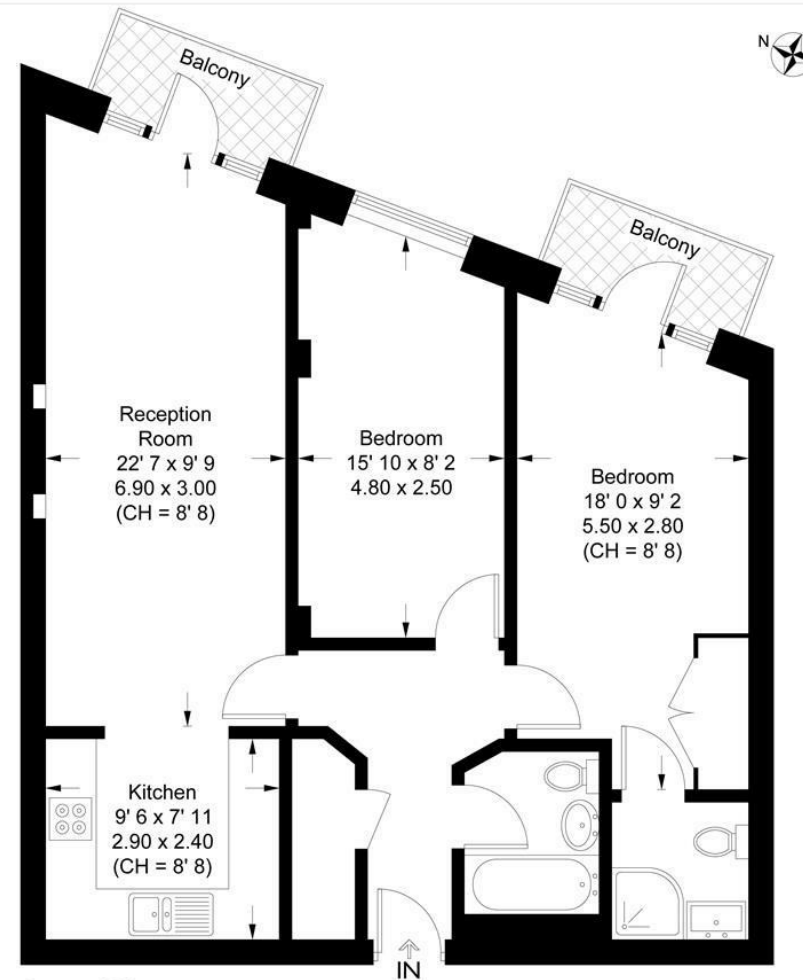 N
Balcony
Balcony
Reception
Room
22' 7 x 9' 9
6.90 x 3.00
(CH = 8' 8)
Bedroom
15' 10 x 8' 2
4.80 x 2.50
Bedroom
18' 0 x 9' 2
5.50 x 2.80
(CH = 8' 8)
Kitchen
9' 6 x 7' 11
2.90 x 2.40
(CH = 8' 8)
IN